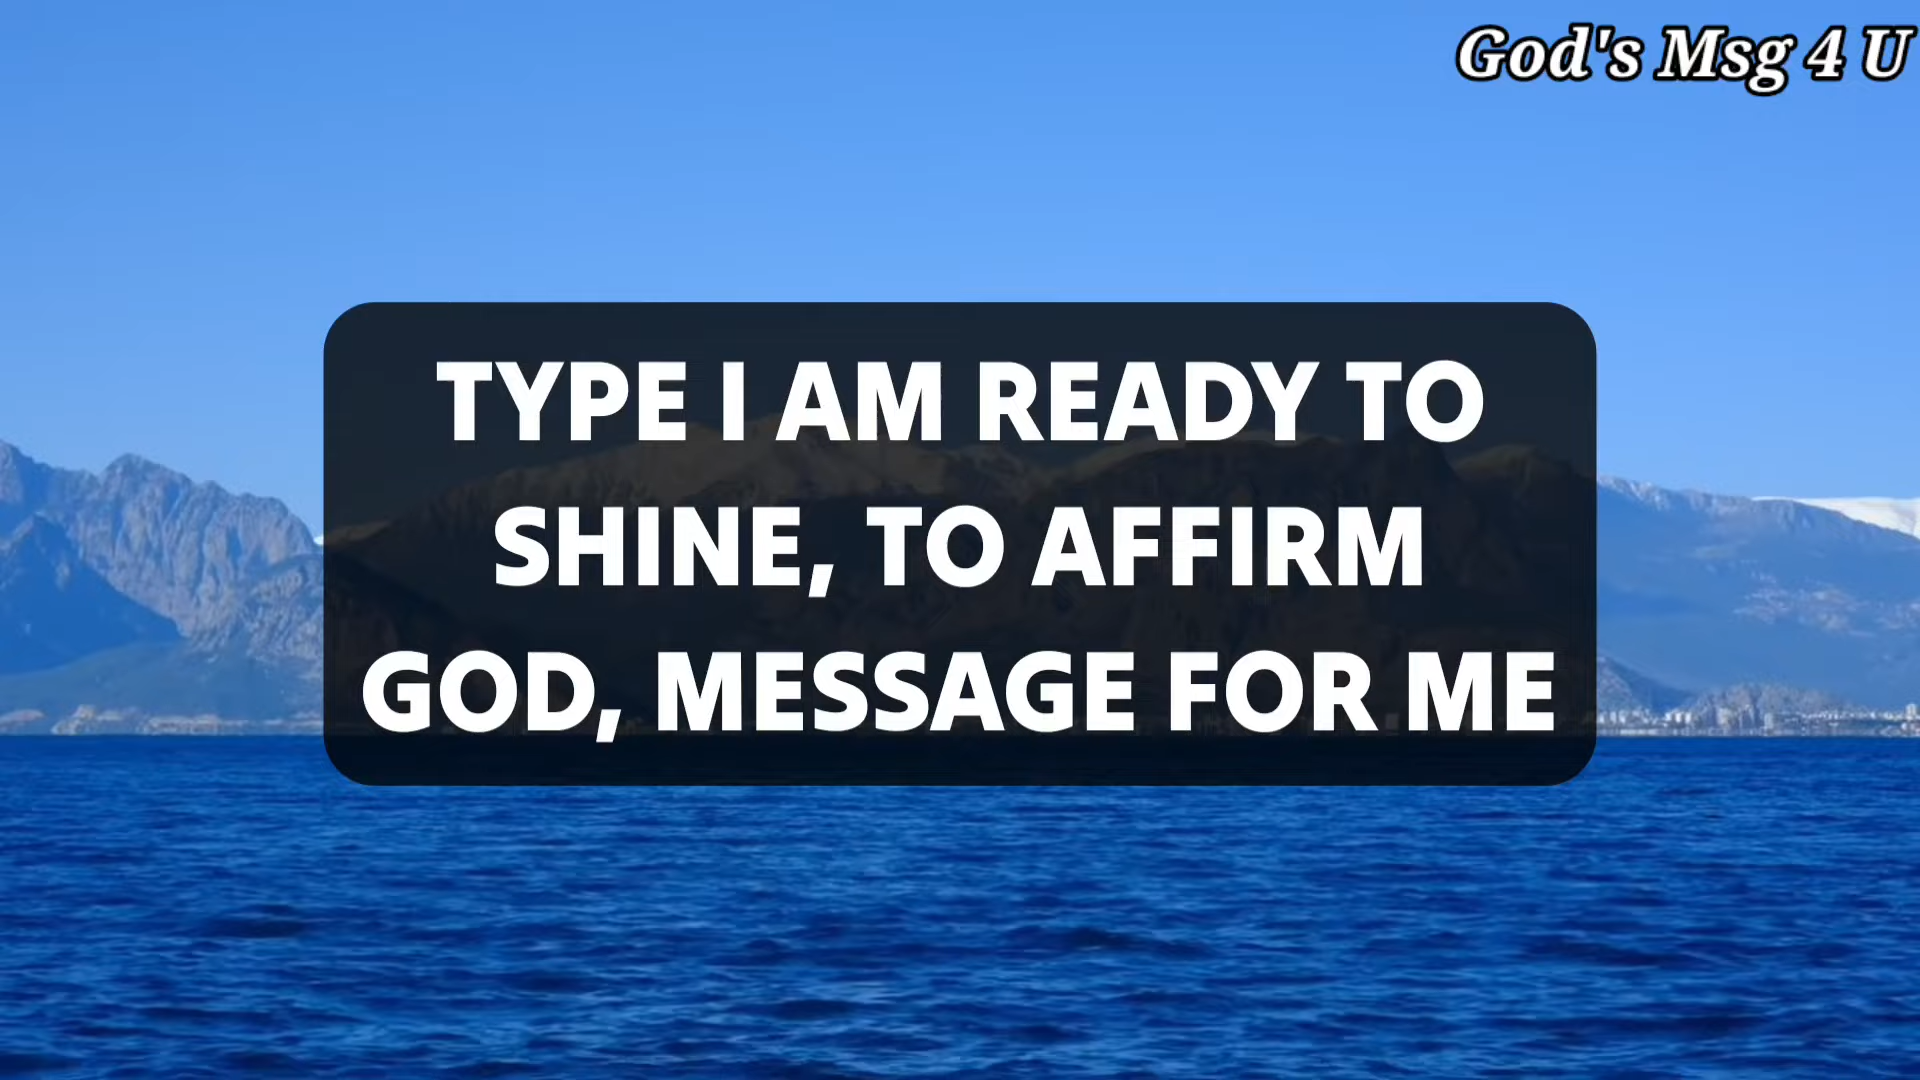 God's Msg 4 U
TYPE I AM READY TO
SHINE, TO AFFIRM
GOD, MESSAGE FOR ME